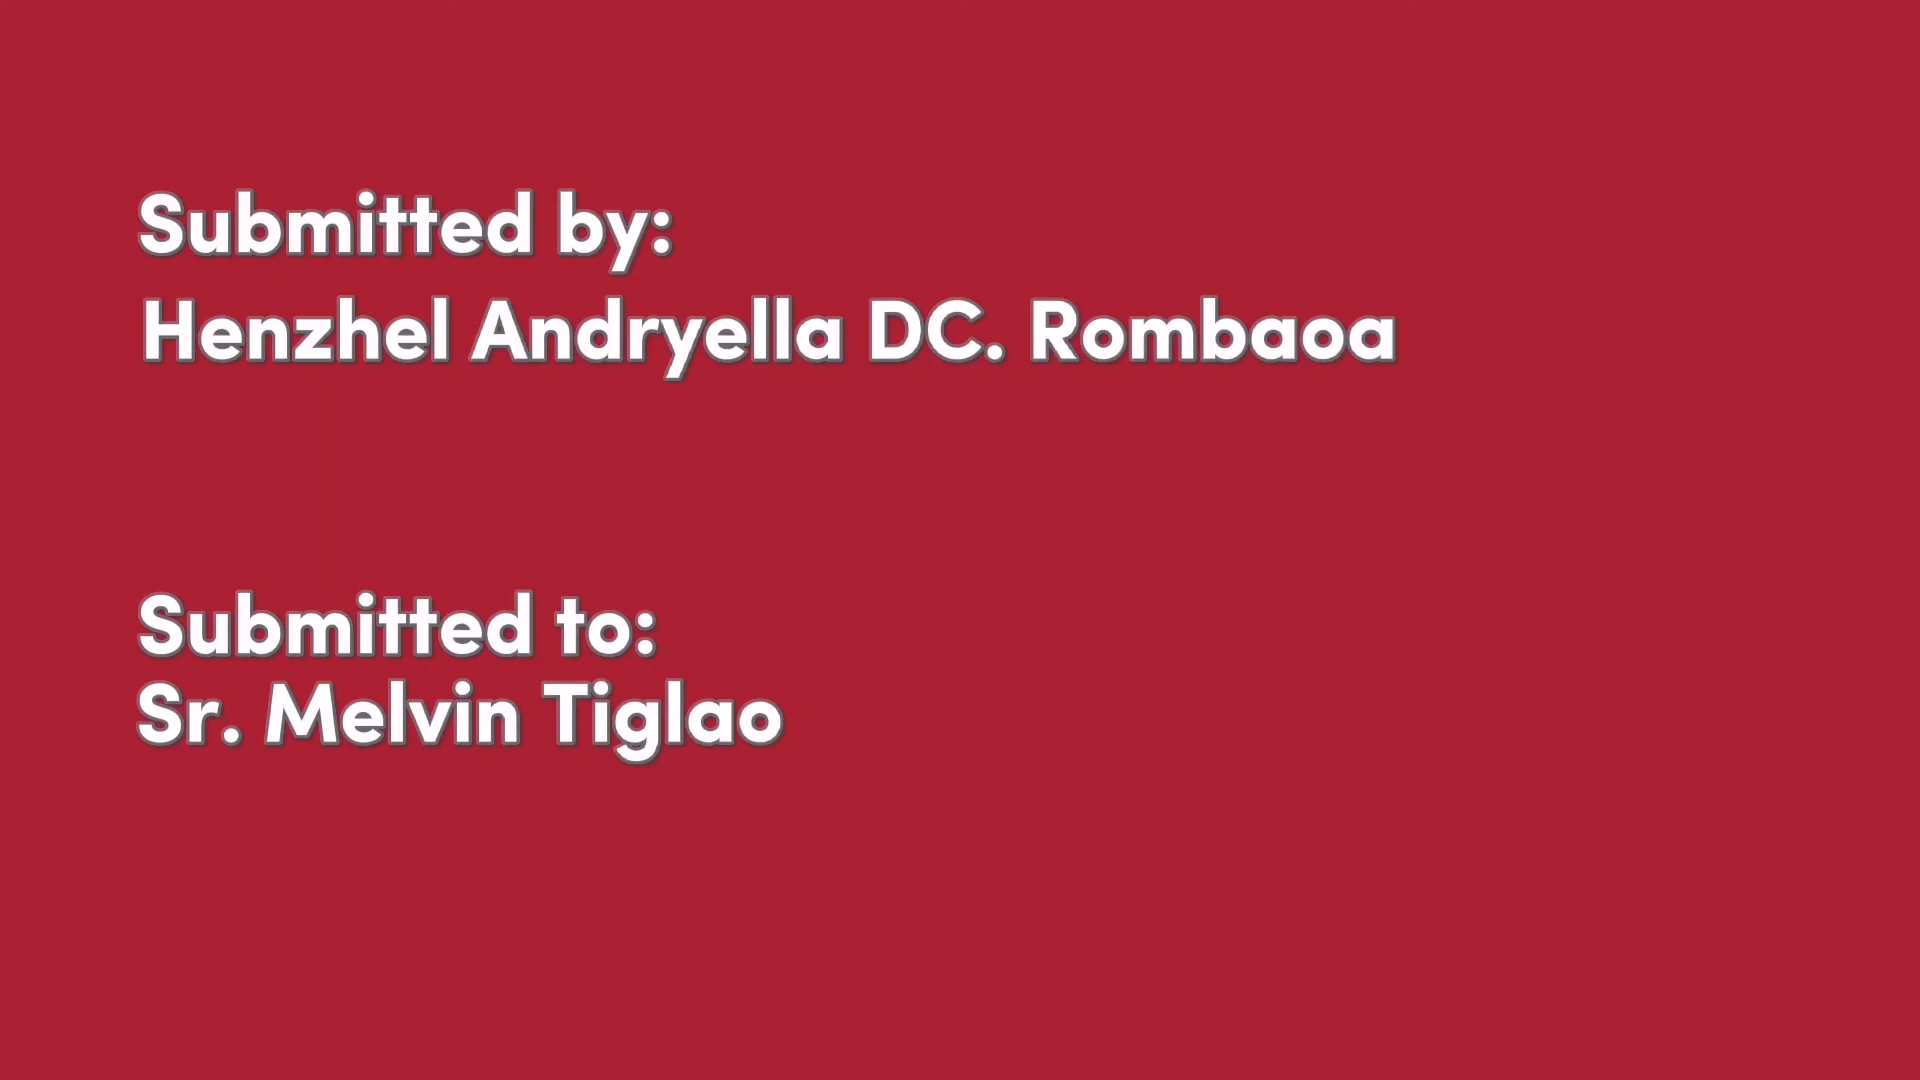 Submitted by:
Henzhel Andryella DC. Rombaoa
Submitted to:
Sr. Melvin Tiglao